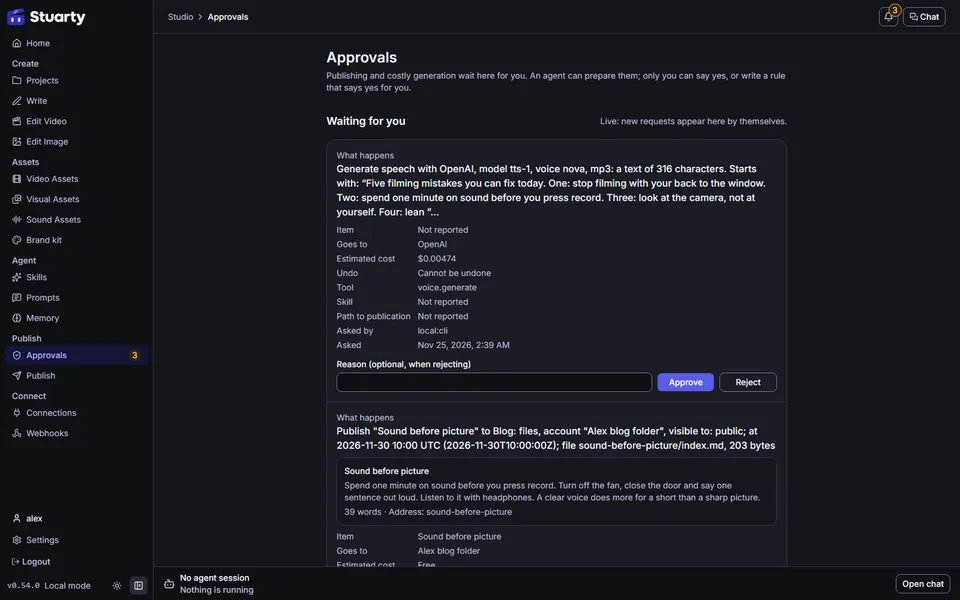 Stuarty
Studio > Approvals
3
Chat
Home
Create
Projects
Write
Edit Video
Edit Image
Assets
Video Assets
Visual Assets
Sound Assets
Brand kit
Agent
Skills
Prompts
Memory
Publish
Approvals 3
Publish
Connect
Connections
Webhooks
alex
Settings
Logout
v0.54.0 Local mode
Approvals
Publishing and costly generation wait here for you. An agent can prepare them; only you can say yes, or write a rule
that says yes for you.
Waiting for you
Live: new requests appear here by themselves.
What happens
Generate speech with OpenAI, model tts-1, voice nova, mp3: a text of 316 characters. Starts
with: “Five filming mistakes you can fix today. One: stop filming with your back to the window.
Two: spend one minute on sound before you press record. Three: look at the camera, not at
yourself. Four: lean ”...
Item Not reported
Goes to OpenAI
Estimated cost $0.00474
Undo Cannot be undone
Tool voice.generate
Skill Not reported
Path to publication Not reported
Asked by local:cli
Asked Nov 25, 2026, 2:39 AM
Reason (optional, when rejecting)
Approve
Reject
What happens
Publish "Sound before picture" to Blog: files, account "Alex blog folder", visible to: public; at
2026-11-30 10:00 UTC (2026-11-30T10:00:00Z); file sound-before-picture/index.md, 203 bytes
Sound before picture
Spend one minute on sound before you press record. Turn off the fan, close the door and say one
sentence out loud. Listen to it with headphones. A clear voice does more for a short than a sharp picture.
39 words · Address: sound-before-picture
Item Sound before picture
Goes to Alex blog folder
Estimated cost Free
No agent session
Nothing is running
Open chat